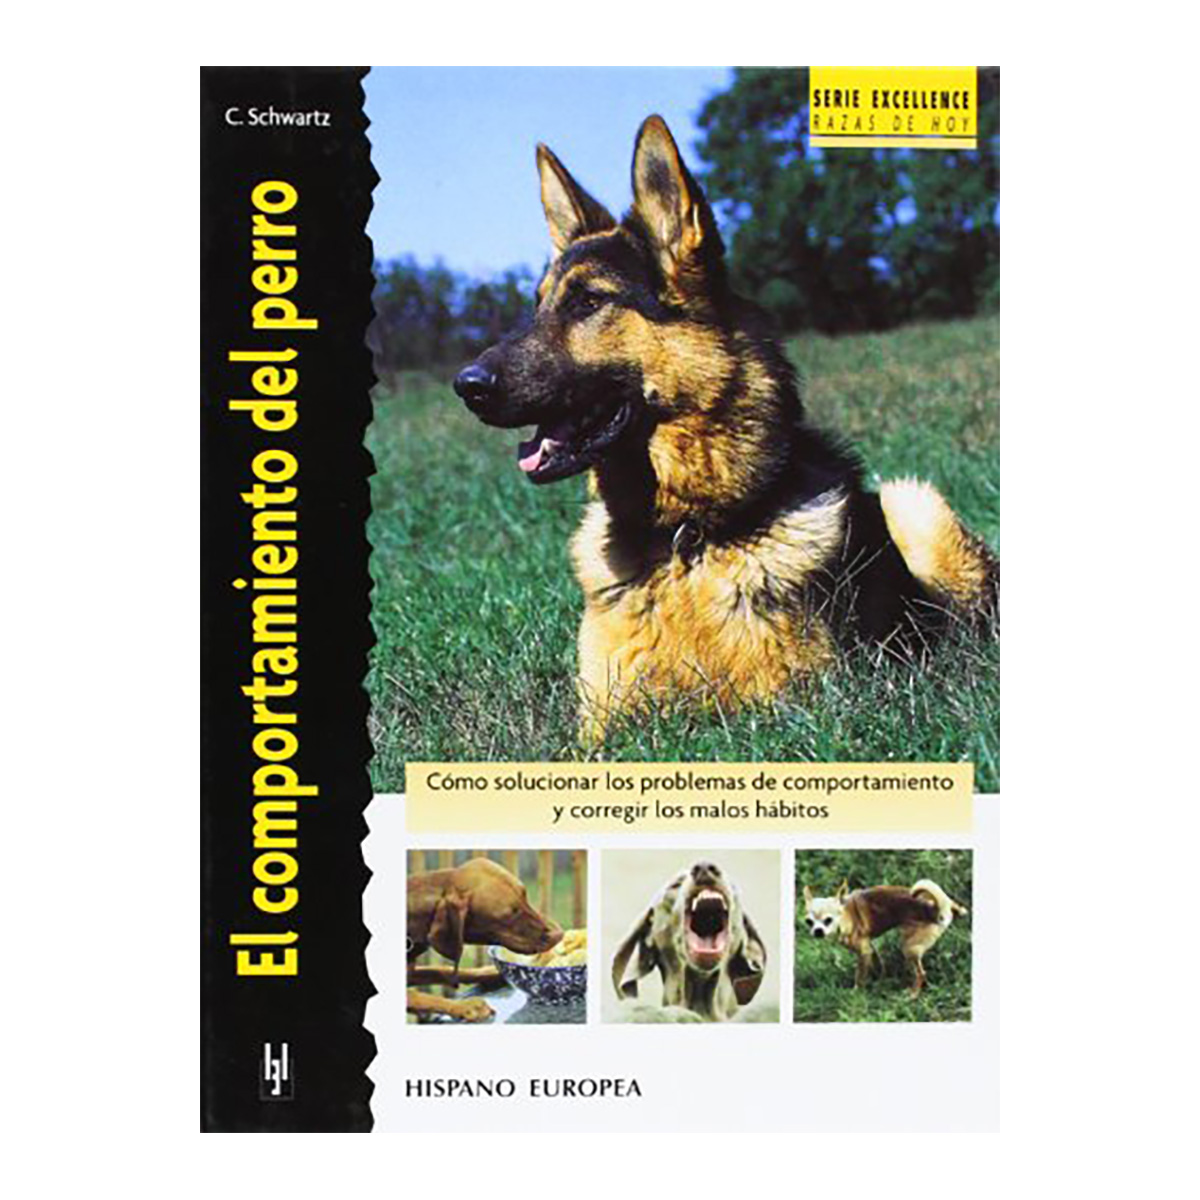 C. Schwartz
El comportamiento del perro
SERIE EXCELLENCE
RAZAS DE HOY
Cómo solucionar los problemas de comportamiento
y corregir los malos hábitos
HISPANO EUROPEA